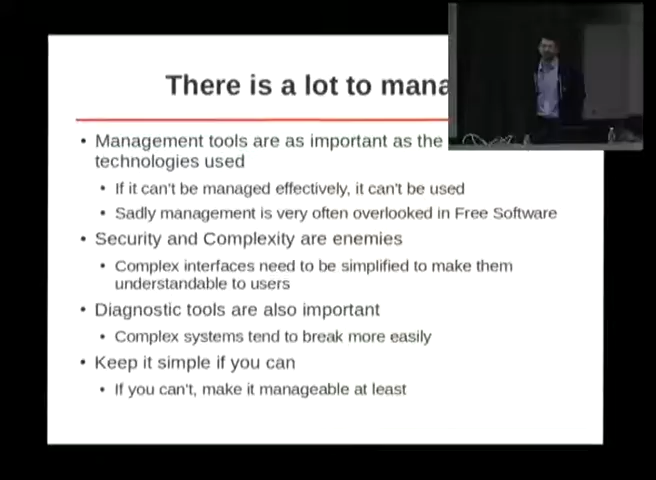 There is a lot to mana
• Management tools are as important as the
technologies used
• If it can't be managed effectively, it can't be used
• Sadly management is very often overlooked in Free Software
• Security and Complexity are enemies
• Complex interfaces need to be simplified to make them
understandable to users
• Diagnostic tools are also important
• Complex systems tend to break more easily
• Keep it simple if you can
• If you can't, make it manageable at least